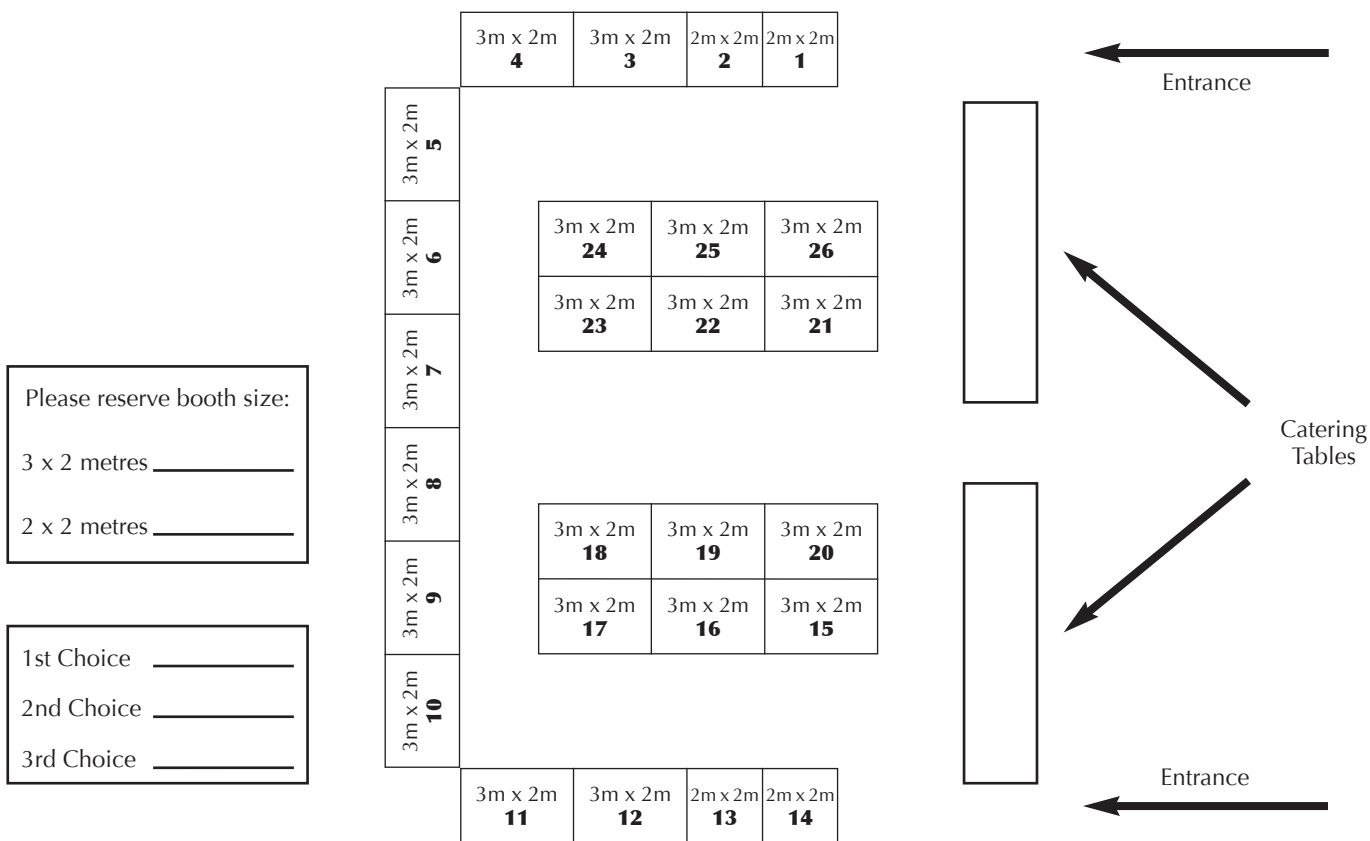 3m x 2m
4
3m x 2m
3
2m x 2m
2
2m x 2m
1
Entrance
3m x 2m
5
3m x 2m
6
3m x 2m
7
3m x 2m
8
3m x 2m
9
3m x 2m
10
3m x 2m
24
3m x 2m
25
3m x 2m
26
3m x 2m
23
3m x 2m
22
3m x 2m
21
Please reserve booth size:
3 x 2 metres
2 x 2 metres
Catering
Tables
3m x 2m
18
3m x 2m
19
3m x 2m
20
3m x 2m
17
3m x 2m
16
3m x 2m
15
1st Choice
2nd Choice
3rd Choice
3m x 2m
11
3m x 2m
12
2m x 2m
13
2m x 2m
14
Entrance